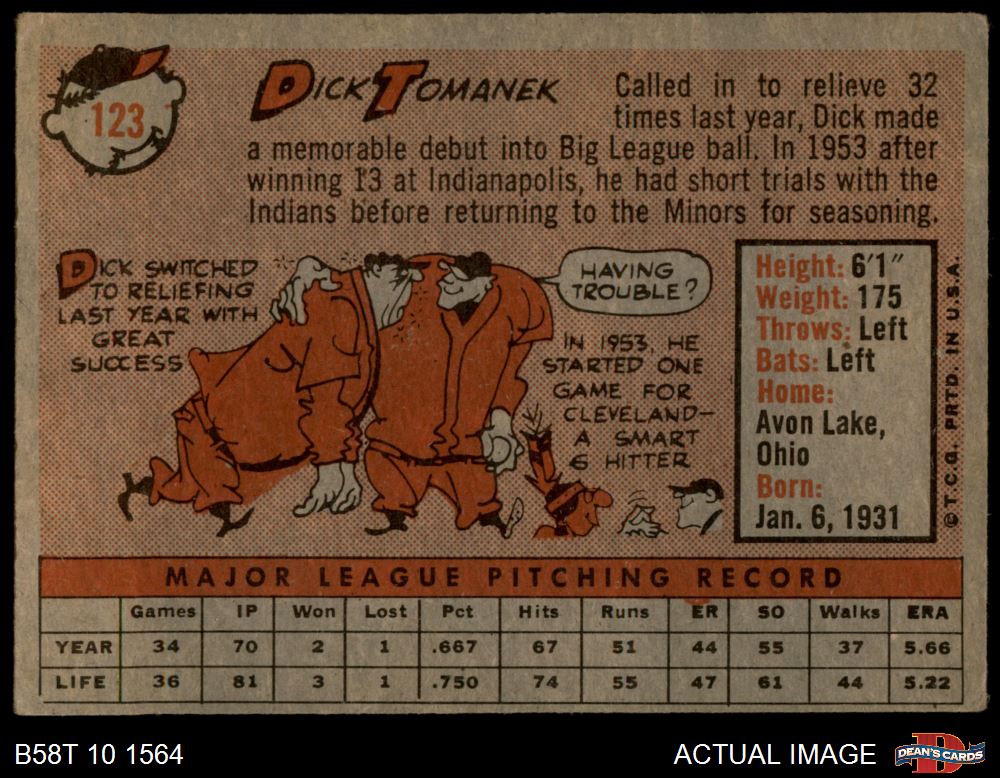 123
DICK TOMANEK
Called in to relieve 32
times last year, Dick made
a memorable debut into Big League ball. In 1953 after
winning 13 at Indianapolis, he had short trials with the
Indians before returning to the Minors for seasoning.
DICK SWITCHED
TO RELIEFING
LAST YEAR WITH
GREAT
SUCCESS
HAVING
TROUBLE?
IN 1953, HE
STARTED ONE
GAME FOR
CLEVELAND—
A SMART
6 HITTER
Height: 6'1"
Weight: 175
Throws: Left
Bats: Left
Home:
Avon Lake,
Ohio
Born:
Jan. 6, 1931
© T.C.G. PRTD. IN U.S.A.
MAJOR LEAGUE PITCHING RECORD
Games IP Won Lost Pct Hits Runs ER SO Walks ERA
YEAR 34 70 2 1 .667 67 51 44 55 37 5.66
LIFE 36 81 3 1 .750 74 55 47 61 44 5.22
B58T 10 1564
ACTUAL IMAGE
D
DEAN'S CARDS